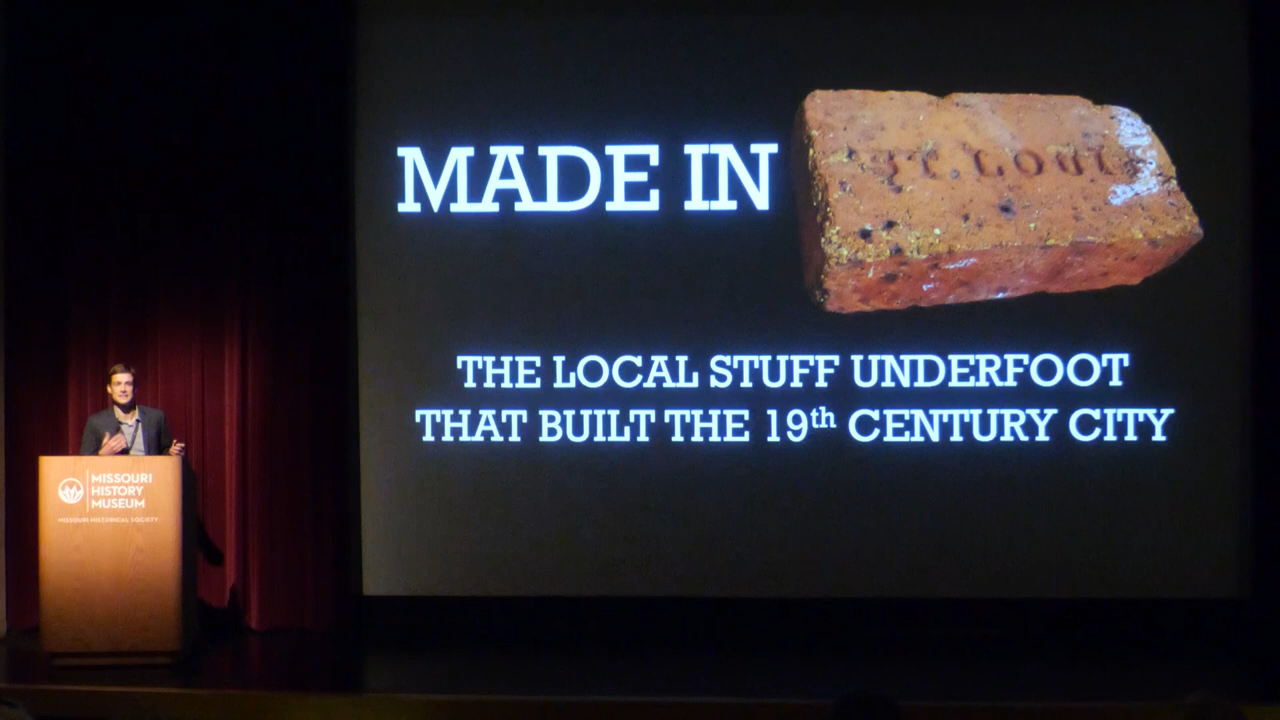 MADE IN
ST. LOUI
THE LOCAL STUFF UNDERFOOT
THAT BUILT THE 19th CENTURY CITY
MISSOURI
HISTORY
MUSEUM
MISSOURI HISTORICAL SOCIETY